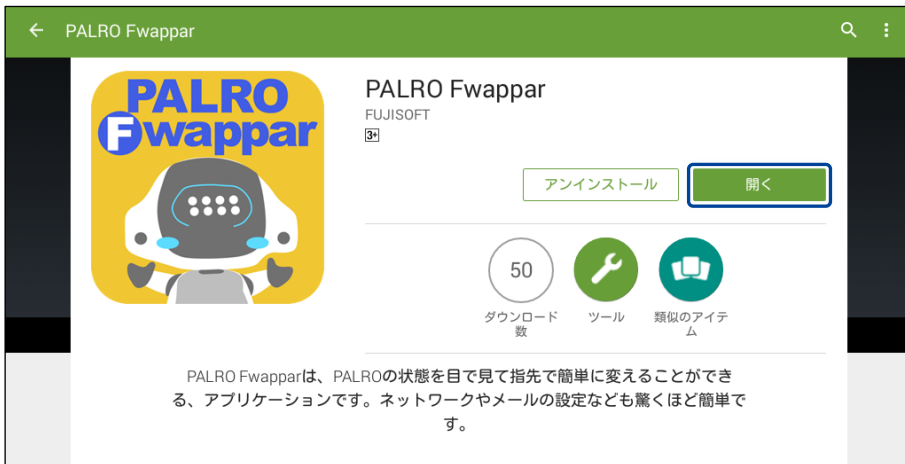 PALRO Fwappar
PALRO
Fwappar
PALRO Fwappar
FUJISOFT
3+
アンインストール
開く
50
ダウンロード
数
ツール
類似のアイテ
ム
PALRO Fwapparは、PALROの状態を目で見て指先で簡単に変えることができ
る、アプリケーションです。ネットワークやメールの設定なども驚くほど簡単で
す。